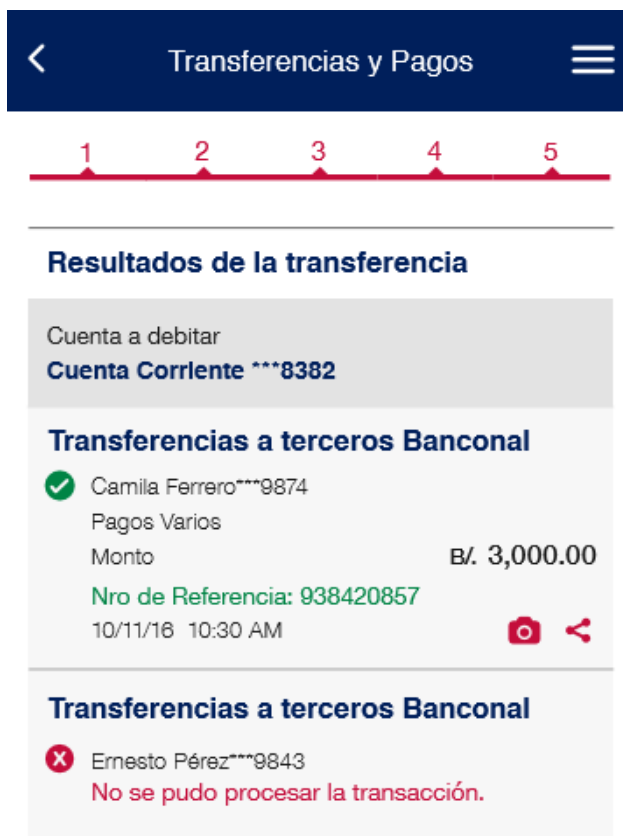 Transferencias y Pagos
1 2 3 4 5
Resultados de la transferencia
Cuenta a debitar
Cuenta Corriente ***8382
Transferencias a terceros Banconal
Camila Ferrero***9874
Pagos Varios
Monto B/. 3,000.00
Nro de Referencia: 938420857
10/11/16 10:30 AM
Transferencias a terceros Banconal
Ernesto Pérez***9843
No se pudo procesar la transacción.